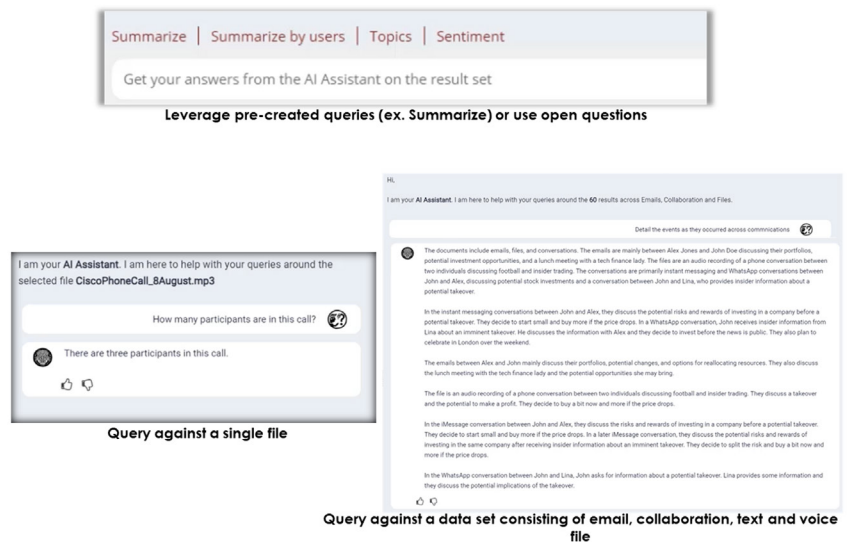 Summarize | Summarize by users | Topics | Sentiment
Get your answers from the AI Assistant on the result set
Leverage pre-created queries (ex. Summarize) or use open questions
I am your AI Assistant. I am here to help with your queries around the
selected file CiscoPhoneCall_8August.mp3
How many participants are in this call?
There are three participants in this call.
Query against a single file
Hi,
I am your AI Assistant. I am here to help with your queries around the 60 results across Emails, Collaboration and Files.
Detail the events as they occurred across commnications
The documents include emails, files, and conversations. The emails are mainly between Alex Jones and John Doe discussing their portfolios,
potential investment opportunities, and a lunch meeting with a tech finance lady. The files are an audio recording of a phone conversation between
two individuals discussing football and insider trading. The conversations are primarily instant messaging and WhatsApp conversations between
John and Alex, discussing potential stock investments and a conversation between John and Lina, who provides insider information about a
potential takeover.
In the instant messaging conversations between John and Alex, they discuss the potential risks and rewards of investing in a company before a
potential takeover. They decide to start small and buy more if the price drops. In a WhatsApp conversation, John receives insider information from
Lina about an imminent takeover. He discusses the information with Alex and they decide to invest before the news is public. They also plan to
celebrate in London over the weekend.
The emails between Alex and John mainly discuss their portfolios, potential changes, and options for reallocating resources. They also discuss
the lunch meeting with the tech finance lady and the potential opportunities she may bring.
The file is an audio recording of a phone conversation between two individuals discussing football and insider trading. They discuss a takeover
and the potential to make a profit. They decide to buy a bit now and more if the price drops.
In the iMessage conversation between John and Alex, they discuss the risks and rewards of investing in a company before a potential takeover.
They decide to start small and buy more if the price drops. In a later iMessage conversation, they discuss the potential risks and rewards of
investing in the same company after receiving insider information about an imminent takeover. They decide to split the risk and buy a bit now and
more if the price drops.
In the WhatsApp conversation between John and Lina, John asks for information about a potential takeover. Lina provides some information and
they discuss the potential implications of the takeover.
Query against a data set consisting of email, collaboration, text and voice
file